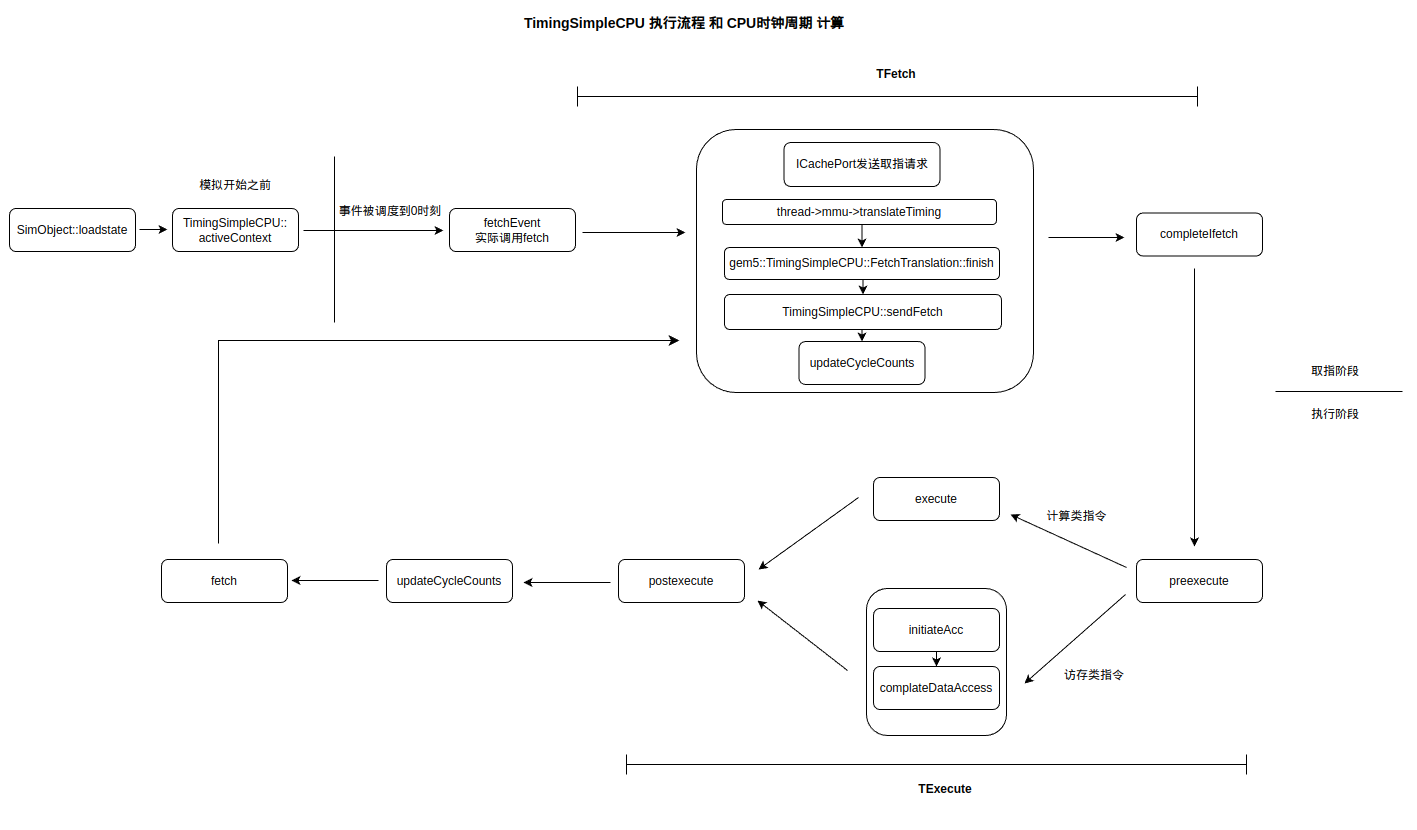 TimingSimpleCPU 执行流程 和 CPU时钟周期 计算
TFetch
ICachePort发送取指请求
模拟开始之前
事件被调度到0时刻
SimObject::loadstate
TimingSimpleCPU::
activeContext
fetchEvent
实际调用fetch
thread->mmu->translateTiming
gem5::TimingSimpleCPU::FetchTranslation::finish
TimingSimpleCPU::sendFetch
updateCycleCounts
completeIfetch
取指阶段
执行阶段
execute
计算类指令
fetch
updateCycleCounts
postexecute
preexecute
initiateAcc
complateDataAccess
访存类指令
TExecute